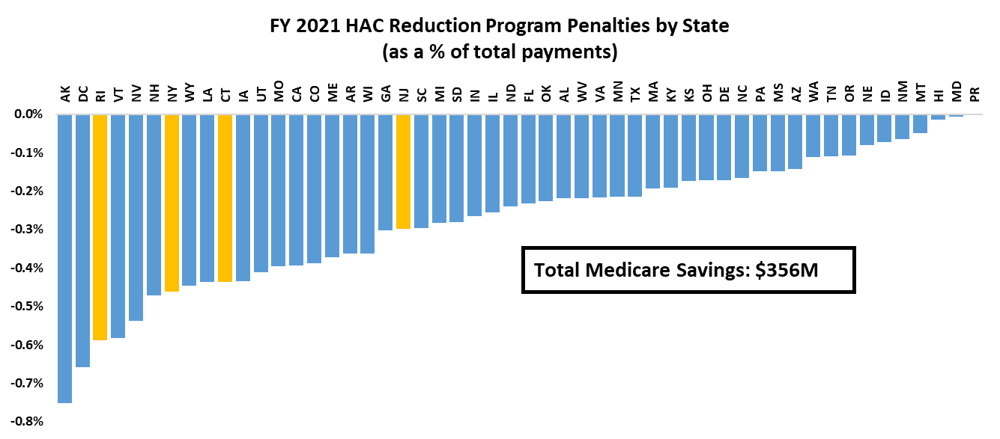 FY 2021 HAC Reduction Program Penalties by State
(as a % of total payments)
AK DC RI VT NV NH NY WY LA CT IA UT MO CA CO ME AR WI GA NJ SC MI SD IN IL ND FL OK AL WV VA MN TX MA KY KS OH DE NC PA MS AZ WA TN OR NE ID NM MT HI MD PR
0.0%
-0.1%
-0.2%
-0.3%
-0.4%
Total Medicare Savings: $356M
-0.5%
-0.6%
-0.7%
-0.8%